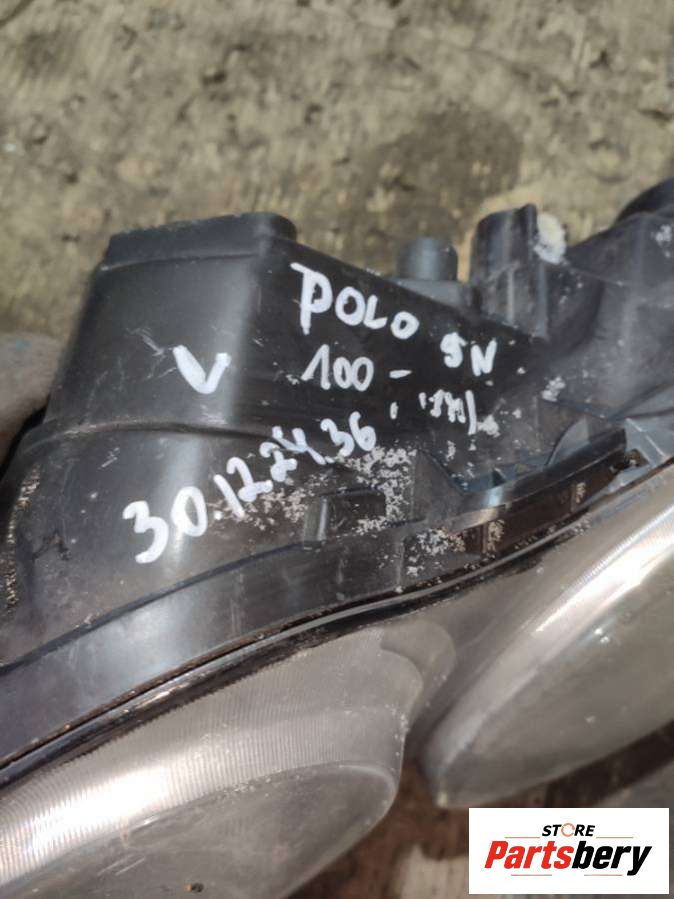 POLO 9N
V 100-
30.12.24.36
STORE
Partsbery